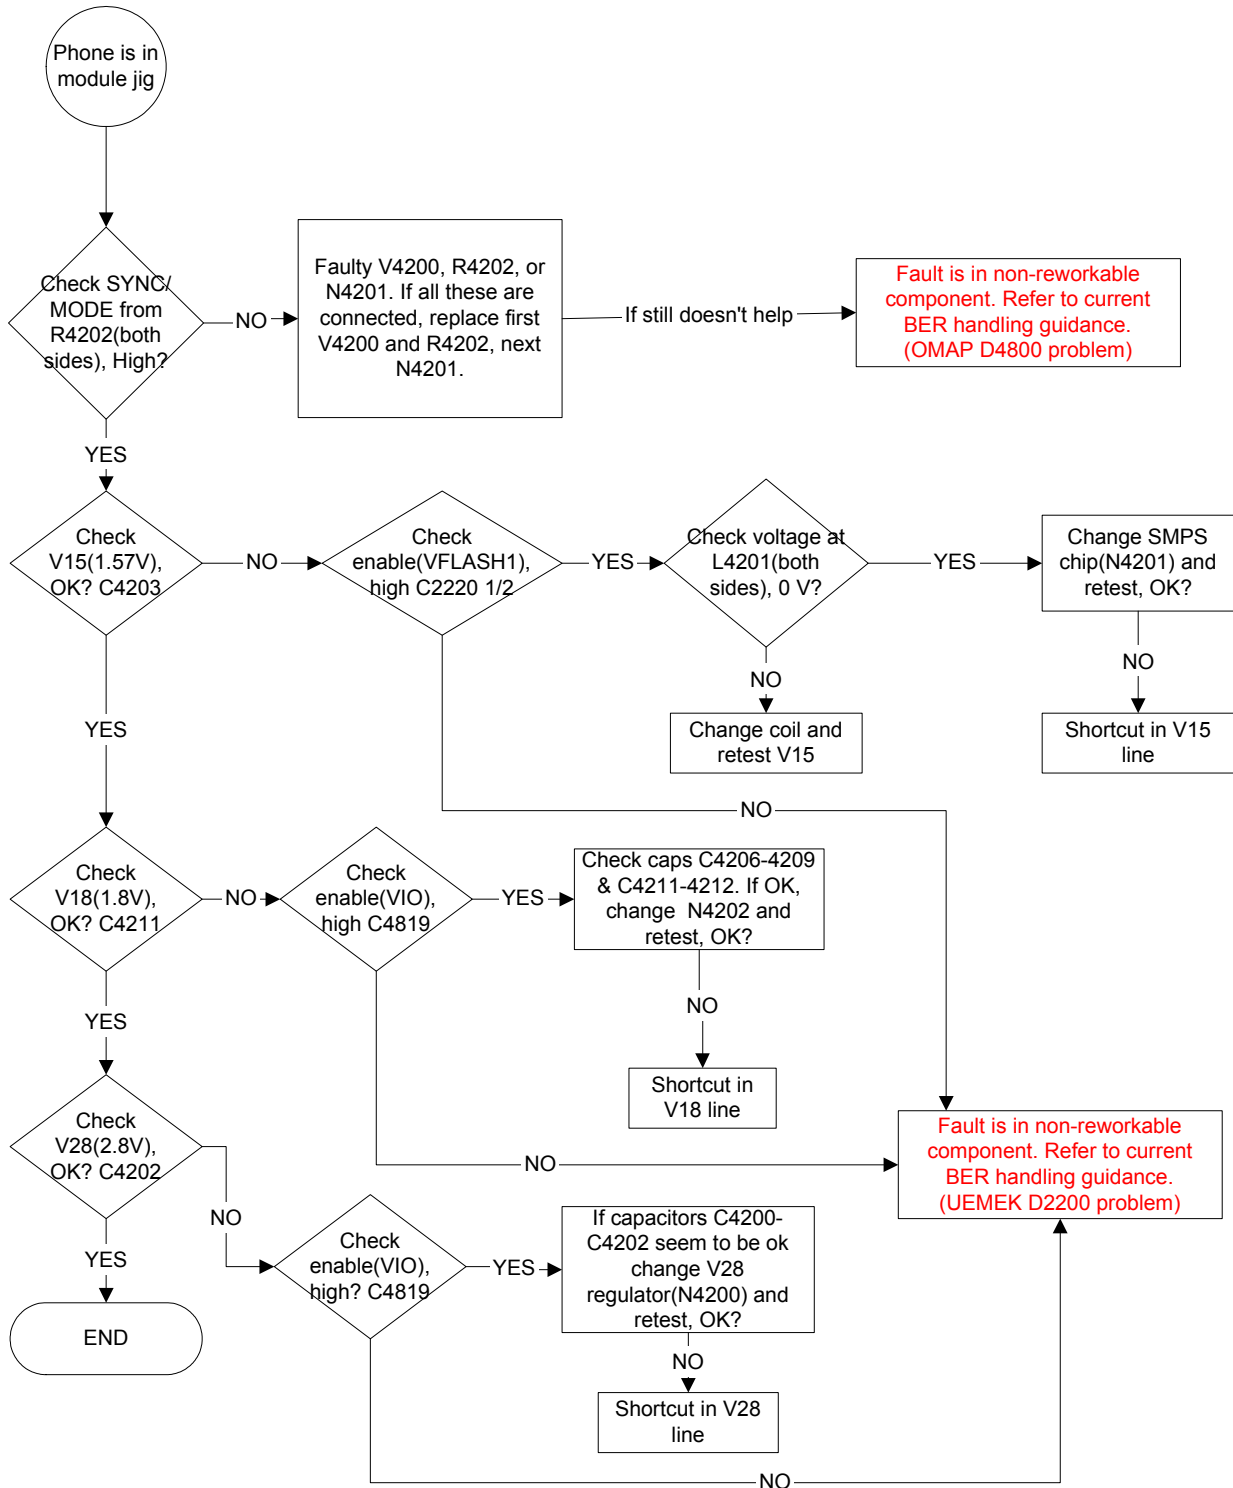 Phone is in
module jig
Check SYNC/
MODE from
R4202(both
sides), High?
NO
Faulty V4200, R4202, or
N4201. If all these are
connected, replace first
V4200 and R4202, next
N4201.
If still doesn't help
Fault is in non-reworkable
component. Refer to current
BER handling guidance.
(OMAP D4800 problem)
YES
Check
V15(1.57V),
OK? C4203
NO
Check
enable(VFLASH1),
high C2220 1/2
YES
Check voltage at
L4201(both
sides), 0 V?
YES
Change SMPS
chip(N4201) and
retest, OK?
NO
Change coil and
retest V15
NO
Shortcut in V15
line
YES
NO
Check
V18(1.8V),
OK? C4211
NO
Check
enable(VIO),
high C4819
YES
Check caps C4206-4209
& C4211-4212. If OK,
change N4202 and
retest, OK?
NO
Shortcut in
V18 line
YES
NO
Fault is in non-reworkable
component. Refer to current
BER handling guidance.
(UEMEK D2200 problem)
Check
V28(2.8V),
OK? C4202
NO
Check
enable(VIO),
high? C4819
YES
If capacitors C4200-
C4202 seem to be ok
change V28
regulator(N4200) and
retest, OK?
NO
Shortcut in V28
line
YES
END
NO